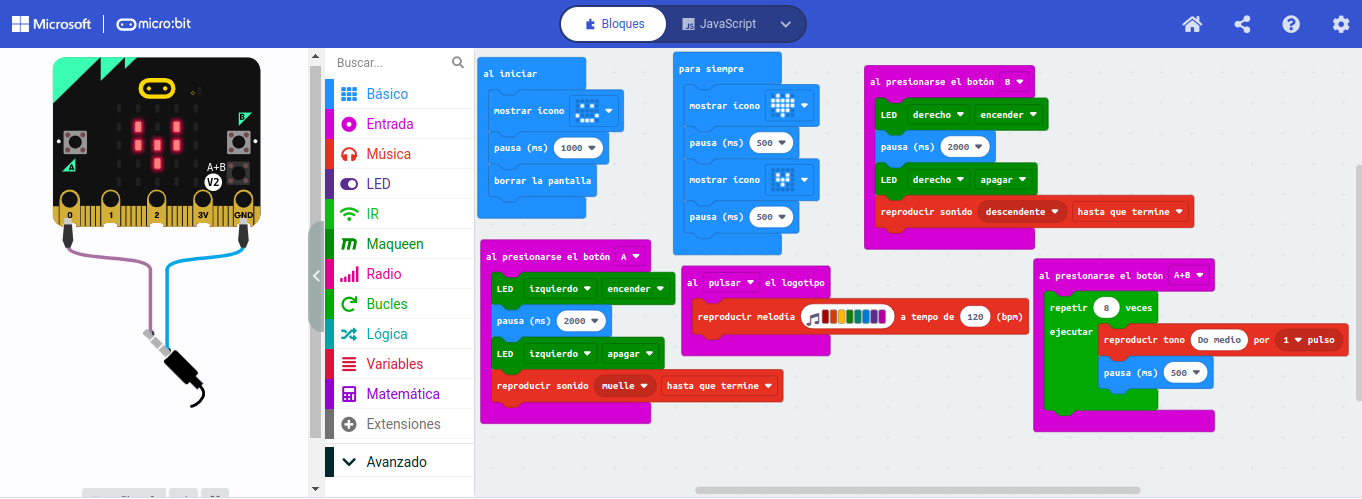 Microsoft
micro:bit
Bloques
JavaScript
B
A
A+B
V2
0
1
2
3V
GND
Buscar...
Básico
Entrada
Música
LED
IR
Maqueen
Radio
Bucles
Lógica
Variables
Matemática
Extensiones
Avanzado
al iniciar
mostrar icono
pausa (ms) 1000
borrar la pantalla
para siempre
mostrar icono
pausa (ms) 500
mostrar icono
pausa (ms) 500
al presionarse el botón B
LED derecho encender
pausa (ms) 2000
LED derecho apagar
reproducir sonido descendente hasta que termine
al presionarse el botón A
LED izquierdo encender
pausa (ms) 2000
LED izquierdo apagar
reproducir sonido muelle hasta que termine
al pulsar el logotipo
reproducir melodía a tempo de 120 (bpm)
al presionarse el botón A+B
repetir 8 veces
ejecutar
reproducir tono Do medio por 1 pulso
pausa (ms) 500